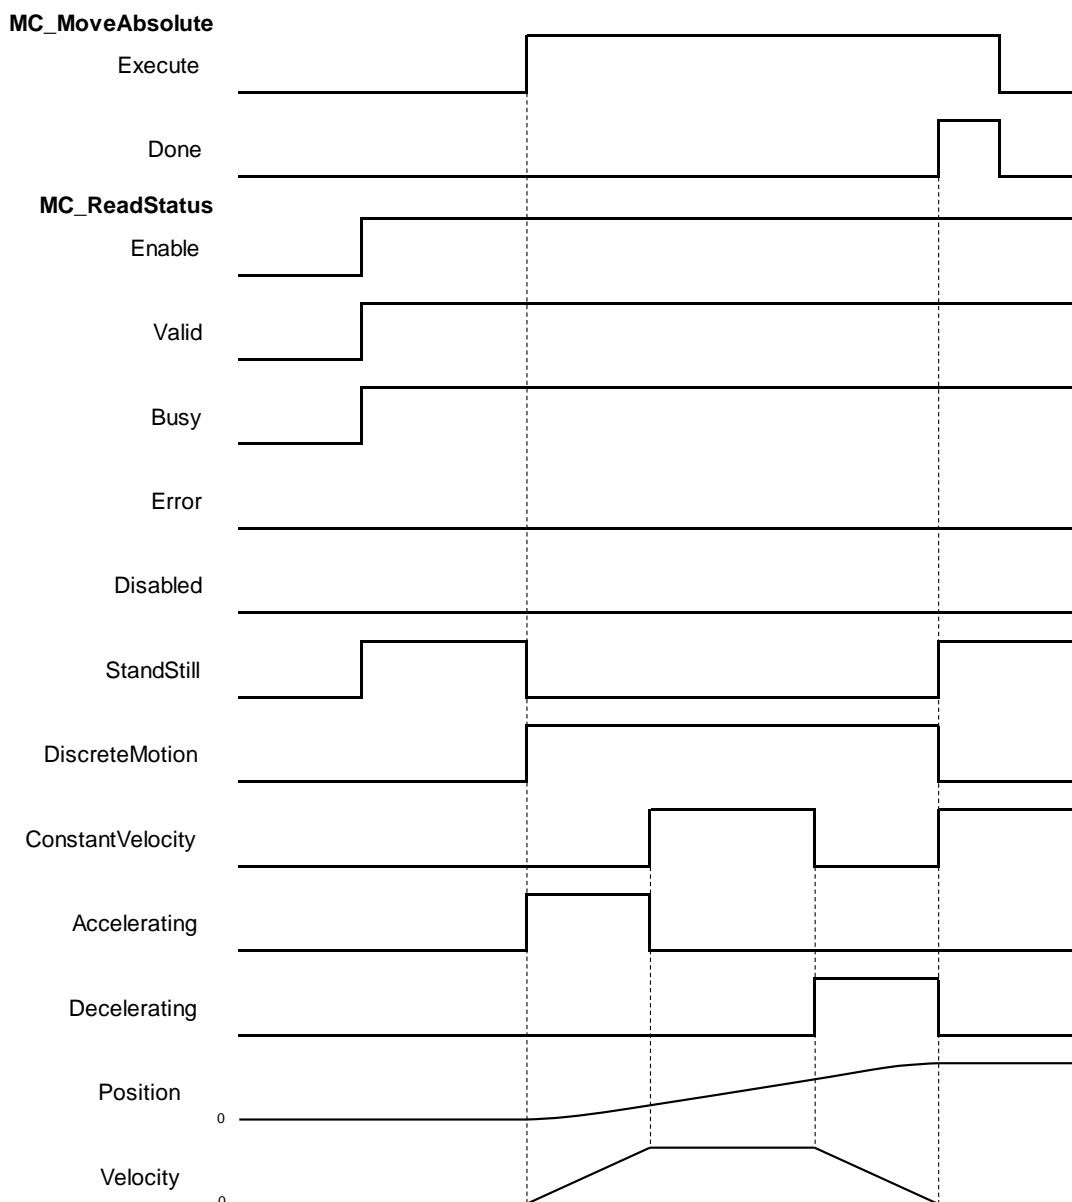 MC_MoveAbsolute
Execute
Done
MC_ReadStatus
Enable
Valid
Busy
Error
Disabled
StandStill
DiscreteMotion
ConstantVelocity
Accelerating
Decelerating
Position
0
Velocity
0